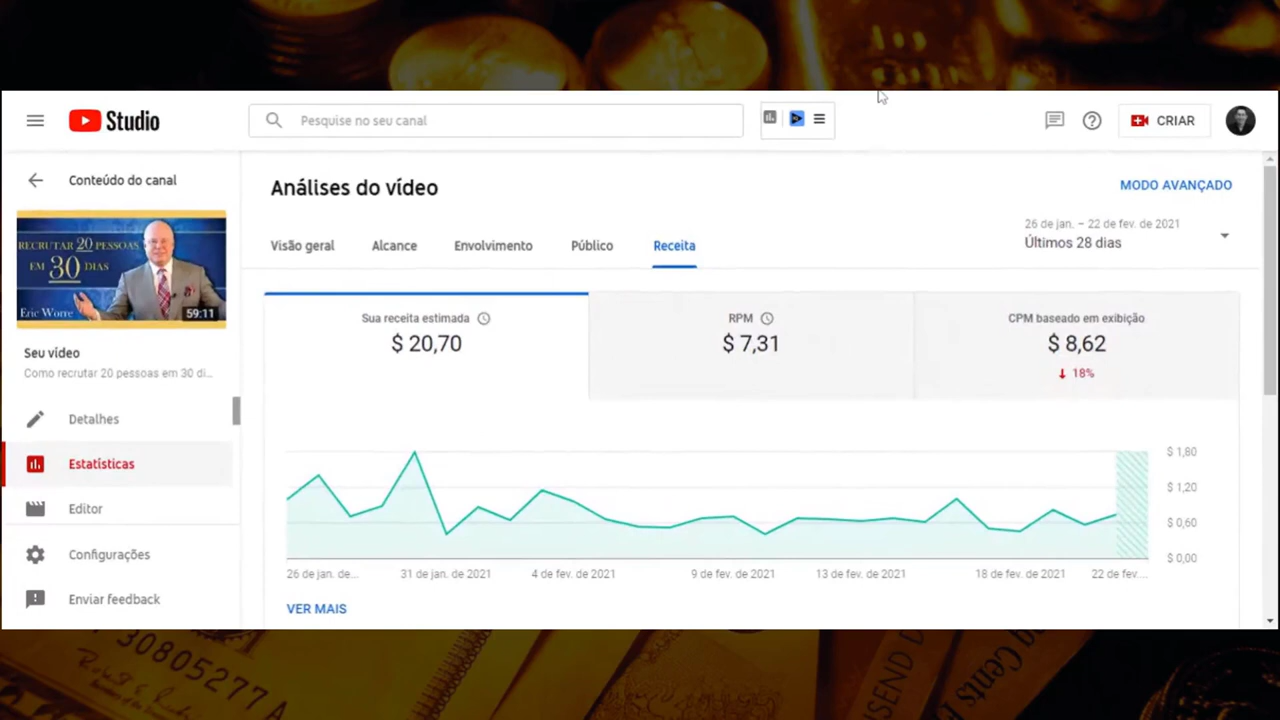 Studio
Pesquise no seu canal
CRIAR
Conteúdo do canal
RECRUTAR 20 PESSOAS
EM 30 DIAS
Eric Worre
59:11
Seu vídeo
Como recrutar 20 pessoas em 30 di...
Detalhes
Estatísticas
Editor
Configurações
Enviar feedback
Análises do vídeo
MODO AVANÇADO
Visão geral
Alcance
Envolvimento
Público
Receita
26 de jan. – 22 de fev. de 2021
Últimos 28 dias
Sua receita estimada
$ 20,70
RPM
$ 7,31
CPM baseado em exibição
$ 8,62
18%
$ 1,80
$ 1,20
$ 0,60
$ 0,00
26 de jan. de...
31 de jan. de 2021
4 de fev. de 2021
9 de fev. de 2021
13 de fev. de 2021
18 de fev. de 2021
22 de fev....
VER MAIS
30805277A
SEND
Cents